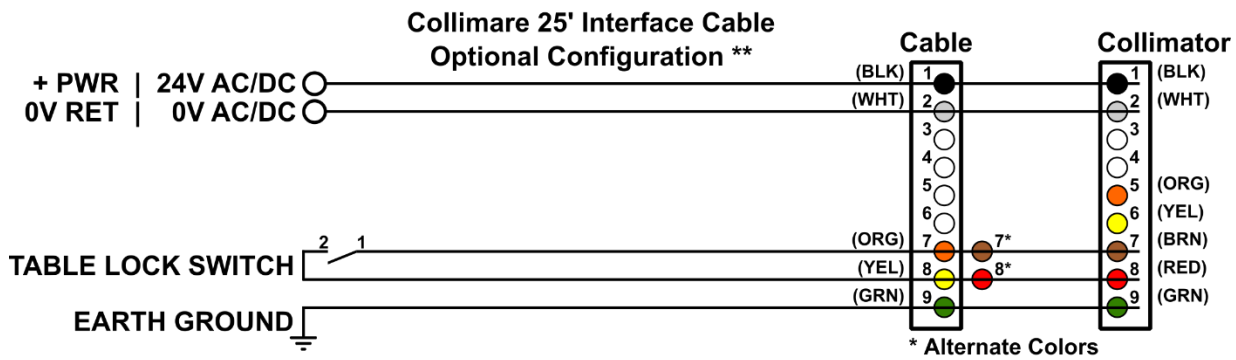 Collimare 25' Interface Cable
Optional Configuration **
Cable
Collimator
+ PWR | 24V AC/DC
(BLK) 1
1 (BLK)
0V RET | 0V AC/DC
(WHT) 2
2 (WHT)
3
3
4
4
5
5 (ORG)
6
6 (YEL)
TABLE LOCK SWITCH
2 1
(ORG) 7
7*
7 (BRN)
(YEL) 8
8*
8 (RED)
(GRN) 9
9 (GRN)
EARTH GROUND
* Alternate Colors